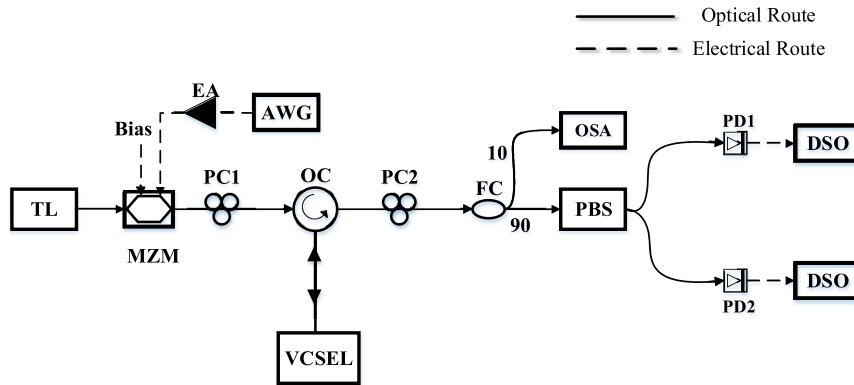 Optical Route
Electrical Route
EA
AWG
Bias
PD1
DSO
OSA
10
PC1
OC
PC2
FC
TL
PBS
90
MZM
DSO
PD2
VCSEL